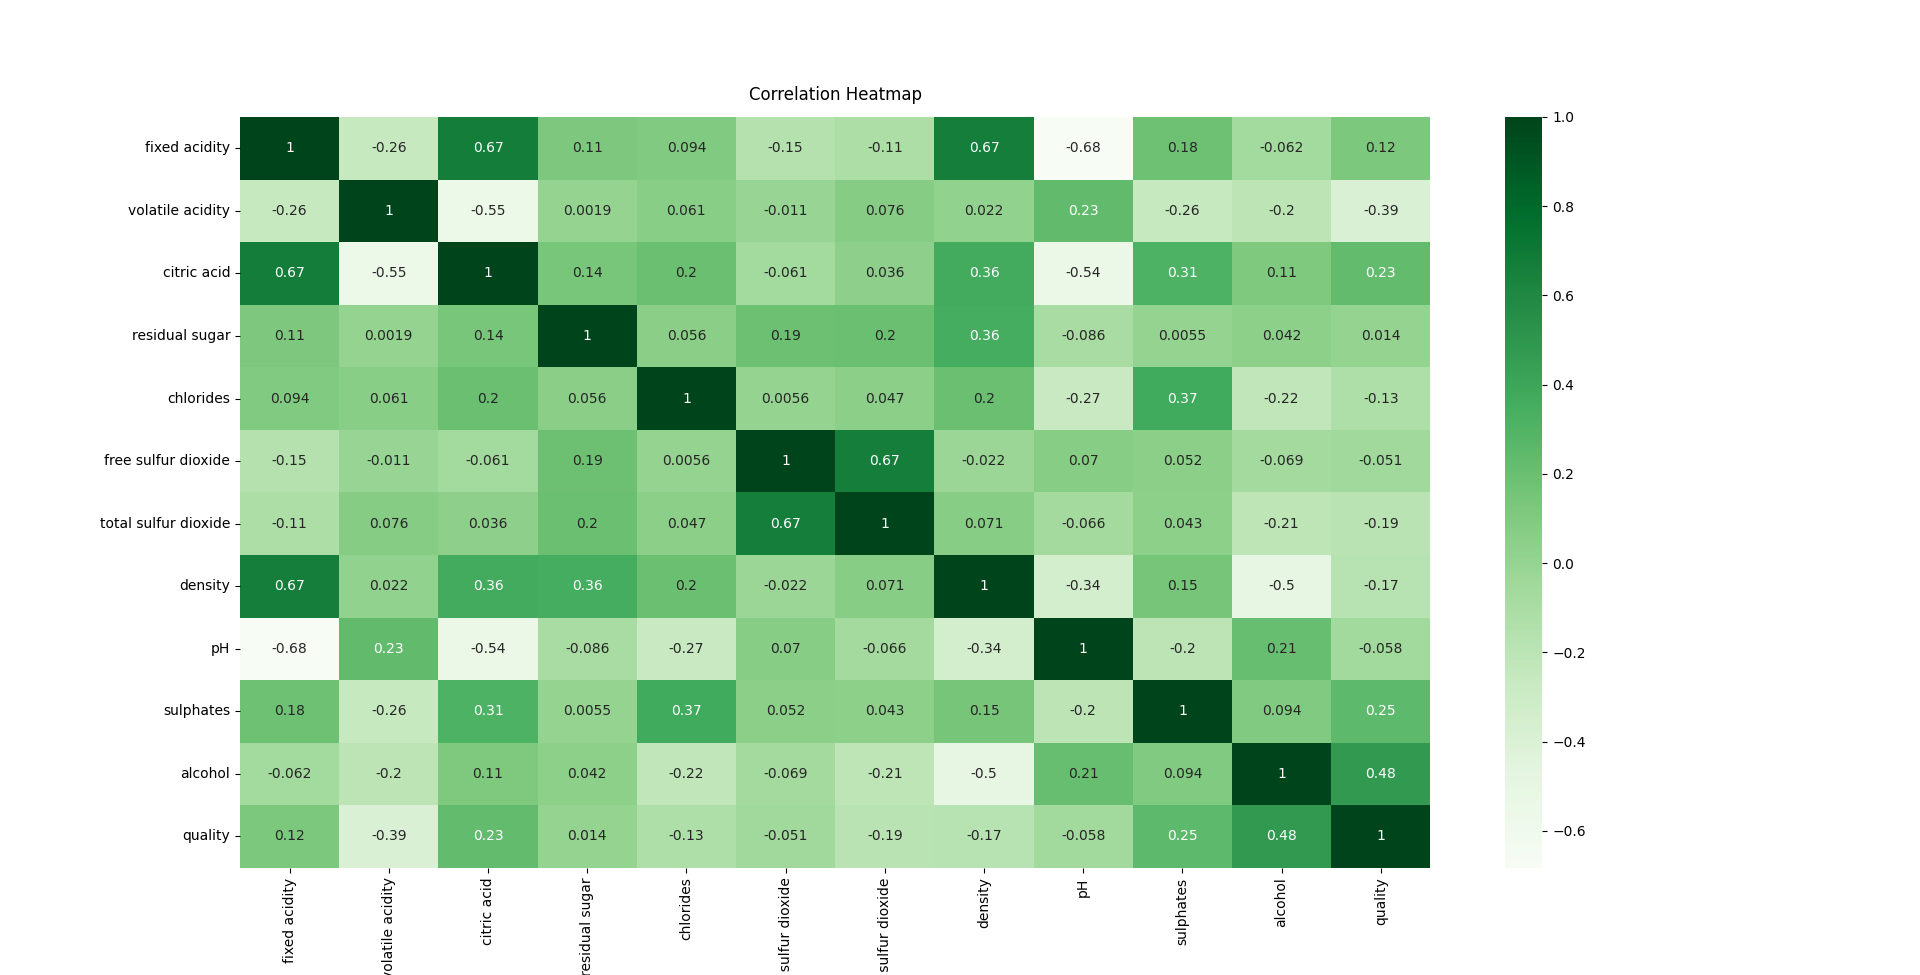 Correlation Heatmap
fixed acidity 1 -0.26 0.67 0.11 0.094 -0.15 -0.11 0.67 -0.68 0.18 -0.062 0.12
volatile acidity -0.26 1 -0.55 0.0019 0.061 -0.011 0.076 0.022 0.23 -0.26 -0.2 -0.39
citric acid 0.67 -0.55 1 0.14 0.2 -0.061 0.036 0.36 -0.54 0.31 0.11 0.23
residual sugar 0.11 0.0019 0.14 1 0.056 0.19 0.2 0.36 -0.086 0.0055 0.042 0.014
chlorides 0.094 0.061 0.2 0.056 1 0.0056 0.047 0.2 -0.27 0.37 -0.22 -0.13
free sulfur dioxide -0.15 -0.011 -0.061 0.19 0.0056 1 0.67 -0.022 0.07 0.052 -0.069 -0.051
total sulfur dioxide -0.11 0.076 0.036 0.2 0.047 0.67 1 0.071 -0.066 0.043 -0.21 -0.19
density 0.67 0.022 0.36 0.36 0.2 -0.022 0.071 1 -0.34 0.15 -0.5 -0.17
pH -0.68 0.23 -0.54 -0.086 -0.27 0.07 -0.066 -0.34 1 -0.2 0.21 -0.058
sulphates 0.18 -0.26 0.31 0.0055 0.37 0.052 0.043 0.15 -0.2 1 0.094 0.25
alcohol -0.062 -0.2 0.11 0.042 -0.22 -0.069 -0.21 -0.5 0.21 0.094 1 0.48
quality 0.12 -0.39 0.23 0.014 -0.13 -0.051 -0.19 -0.17 -0.058 0.25 0.48 1
fixed acidity
volatile acidity
citric acid
residual sugar
chlorides
sulfur dioxide
sulfur dioxide
density
pH
sulphates
alcohol
quality
1.0
0.8
0.6
0.4
0.2
0.0
−0.2
−0.4
−0.6